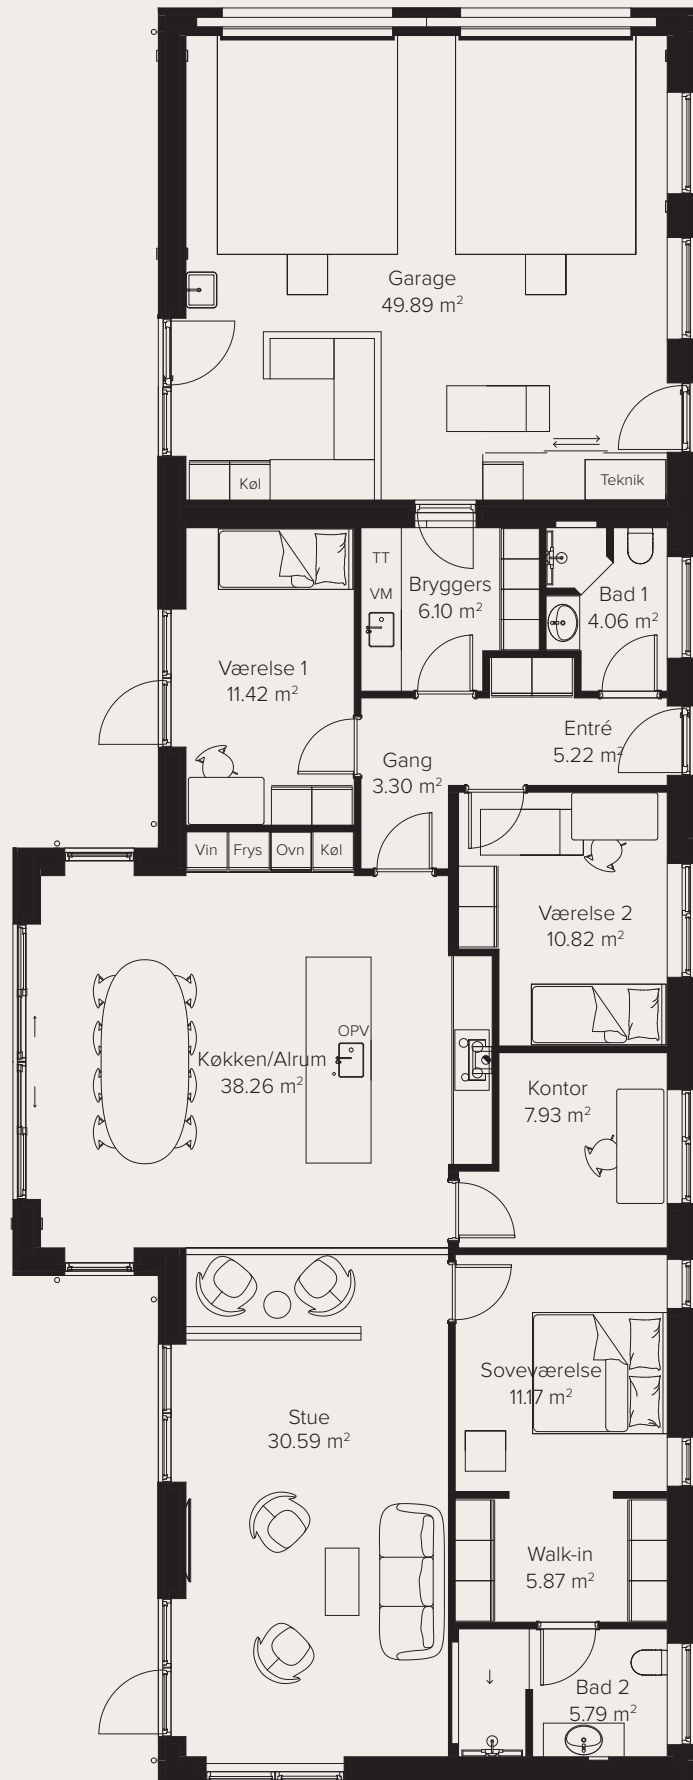 Garage
49.89 m²
Køl
Teknik
TT
VM
Bryggers
6.10 m²
Bad 1
4.06 m²
Værelse 1
11.42 m²
Entré
5.22 m²
Gang
3.30 m²
Vin
Frys
Ovn
Køl
Værelse 2
10.82 m²
OPV
Køkken/Alrum
38.26 m²
Kontor
7.93 m²
Soveværelse
11.17 m²
Stue
30.59 m²
Walk-in
5.87 m²
Bad 2
5.79 m²